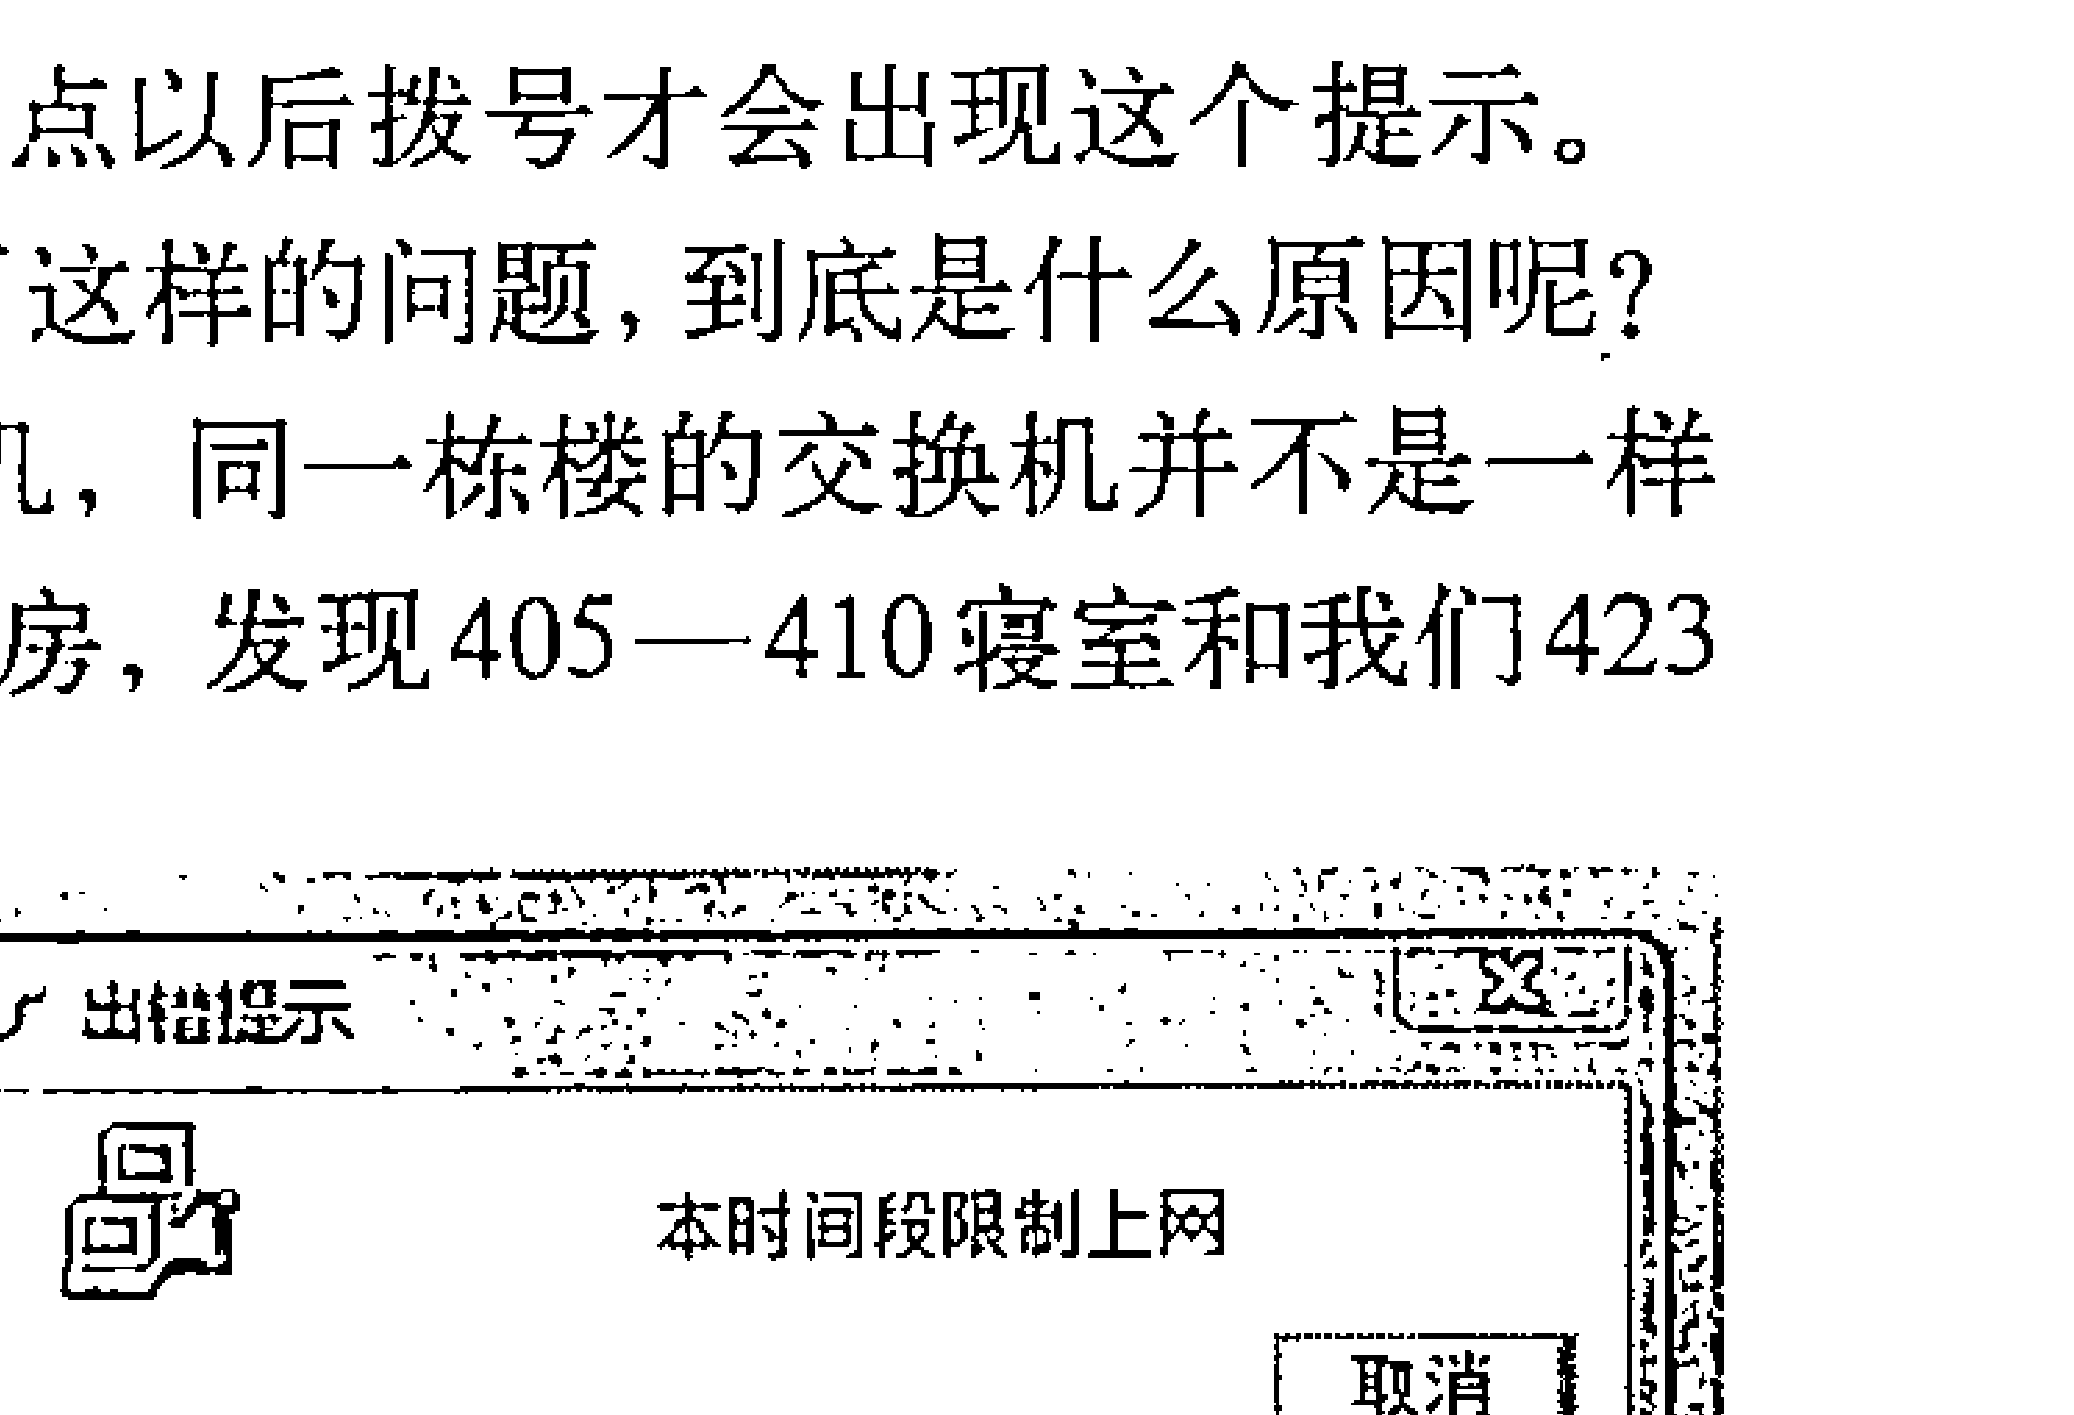 点以后拨号才会出现这个提示。
这样的问题，到底是什么原因呢？
机，同一栋楼的交换机并不是一样
房，发现405—410寝室和我们423
出错提示
本时间段限制上网
取消